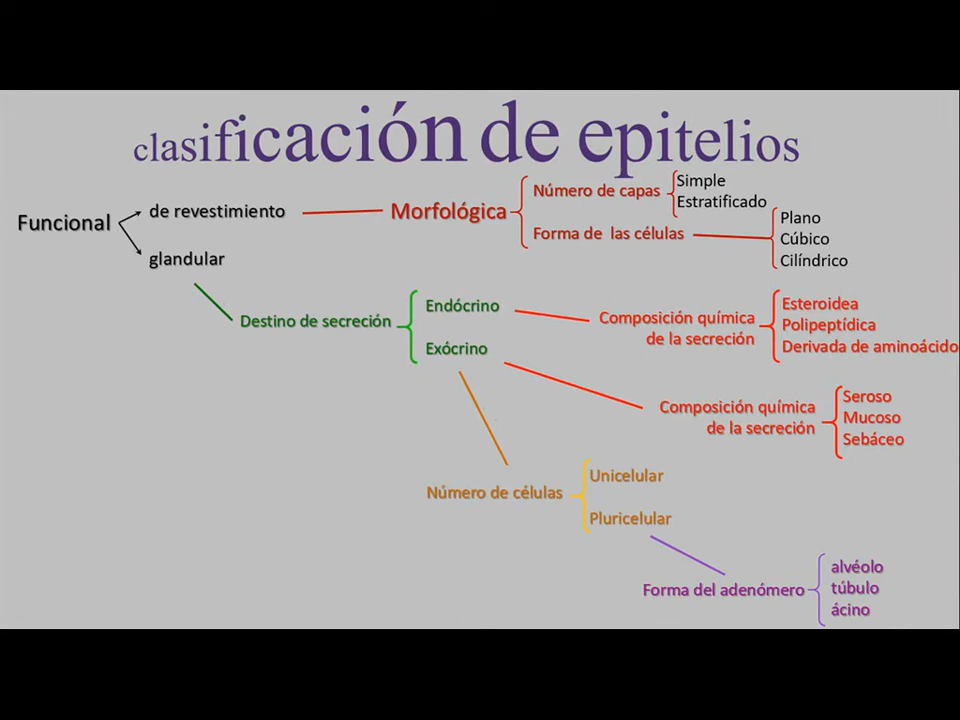 clasificación de epitelios
Funcional
de revestimiento
glandular
Morfológica
Número de capas
Simple
Estratificado
Forma de las células
Plano
Cúbico
Cilíndrico
Destino de secreción
Endócrino
Exócrino
Composición química
de la secreción
Esteroidea
Polipeptídica
Derivada de aminoácido
Composición química
de la secreción
Seroso
Mucoso
Sebáceo
Número de células
Unicelular
Pluricelular
Forma del adenómero
alvéolo
túbulo
ácino